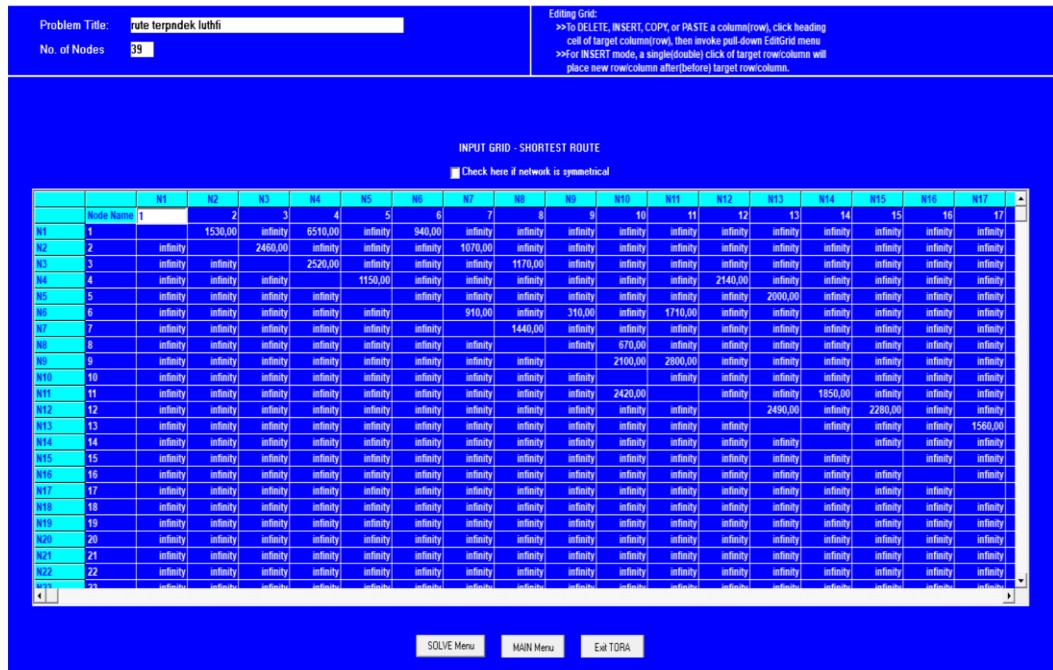 Problem Title: rute terpndek luthfi
No. of Nodes 39
Editing Grid:
>>To DELETE, INSERT, COPY, or PASTE a column(row), click heading
cell of target column(row), then invoke pull-down EditGrid menu
>>For INSERT mode, a single(double) click of target row/column will
place new row/column after(before) target row/column.
INPUT GRID - SHORTEST ROUTE
Check here if network is symmetrical
N1 N2 N3 N4 N5 N6 N7 N8 N9 N10 N11 N12 N13 N14 N15 N16 N17
Node Name 1 2 3 4 5 6 7 8 9 10 11 12 13 14 15 16 17
N1 1 1530,00 infinity 6510,00 infinity 940,00 infinity infinity infinity infinity infinity infinity infinity infinity infinity infinity infinity
N2 2 infinity 2460,00 infinity infinity infinity 1070,00 infinity infinity infinity infinity infinity infinity infinity infinity infinity infinity
N3 3 infinity infinity 2520,00 infinity infinity infinity 1170,00 infinity infinity infinity infinity infinity infinity infinity infinity infinity
N4 4 infinity infinity infinity 1150,00 infinity infinity infinity infinity infinity infinity 2140,00 infinity infinity infinity infinity infinity
N5 5 infinity infinity infinity infinity infinity infinity infinity infinity infinity infinity infinity 2000,00 infinity infinity infinity infinity
N6 6 infinity infinity infinity infinity infinity 910,00 infinity 310,00 infinity 1710,00 infinity infinity infinity infinity infinity infinity
N7 7 infinity infinity infinity infinity infinity infinity 1440,00 infinity infinity infinity infinity infinity infinity infinity infinity infinity
N8 8 infinity infinity infinity infinity infinity infinity infinity infinity 670,00 infinity infinity infinity infinity infinity infinity infinity
N9 9 infinity infinity infinity infinity infinity infinity infinity infinity 2100,00 2800,00 infinity infinity infinity infinity infinity infinity
N10 10 infinity infinity infinity infinity infinity infinity infinity infinity infinity infinity infinity infinity infinity infinity infinity infinity
N11 11 infinity infinity infinity infinity infinity infinity infinity infinity infinity 2420,00 infinity infinity 1850,00 infinity infinity infinity
N12 12 infinity infinity infinity infinity infinity infinity infinity infinity infinity infinity infinity 2490,00 infinity 2280,00 infinity infinity
N13 13 infinity infinity infinity infinity infinity infinity infinity infinity infinity infinity infinity infinity infinity infinity infinity 1560,00
N14 14 infinity infinity infinity infinity infinity infinity infinity infinity infinity infinity infinity infinity infinity infinity infinity infinity
N15 15 infinity infinity infinity infinity infinity infinity infinity infinity infinity infinity infinity infinity infinity infinity infinity infinity
N16 16 infinity infinity infinity infinity infinity infinity infinity infinity infinity infinity infinity infinity infinity infinity infinity infinity
N17 17 infinity infinity infinity infinity infinity infinity infinity infinity infinity infinity infinity infinity infinity infinity infinity infinity
N18 18 infinity infinity infinity infinity infinity infinity infinity infinity infinity infinity infinity infinity infinity infinity infinity infinity infinity
N19 19 infinity infinity infinity infinity infinity infinity infinity infinity infinity infinity infinity infinity infinity infinity infinity infinity infinity
N20 20 infinity infinity infinity infinity infinity infinity infinity infinity infinity infinity infinity infinity infinity infinity infinity infinity infinity
N21 21 infinity infinity infinity infinity infinity infinity infinity infinity infinity infinity infinity infinity infinity infinity infinity infinity infinity
N22 22 infinity infinity infinity infinity infinity infinity infinity infinity infinity infinity infinity infinity infinity infinity infinity infinity infinity
SOLVE Menu MAIN Menu Exit TORA